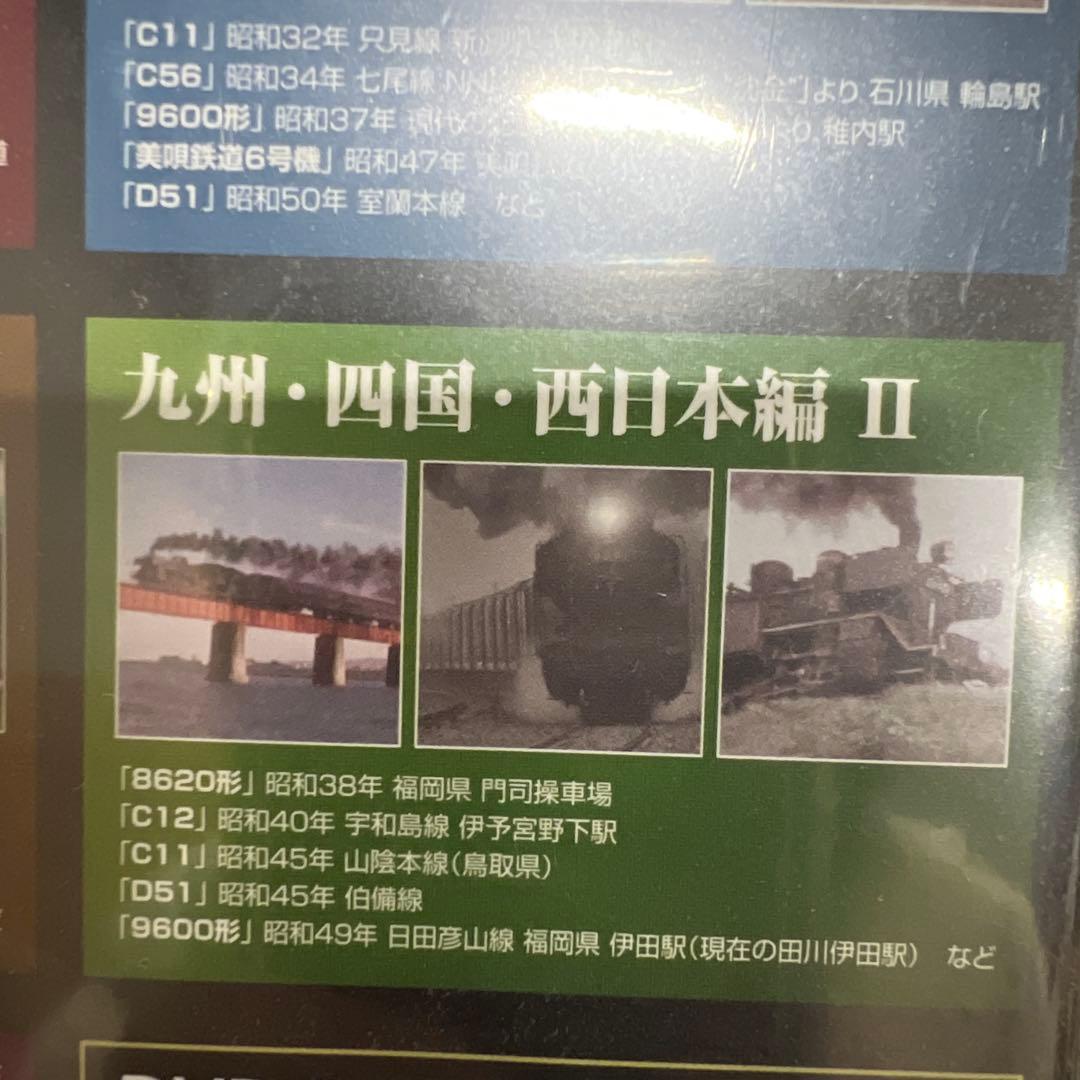 「C11」昭和32年 只見線
「C56」昭和34年 七尾線 」より 石川県 輪島駅
「9600形」昭和37年 現代の より 稚内駅
「美唄鉄道6号機」昭和47年
「D51」昭和50年 室蘭本線 など
九州・四国・西日本編 II
「8620形」昭和38年 福岡県 門司操車場
「C12」昭和40年 宇和島線 伊予宮野下駅
「C11」昭和45年 山陰本線(鳥取県)
「D51」昭和45年 伯備線
「9600形」昭和49年 日田彦山線 福岡県 伊田駅(現在の田川伊田駅) など